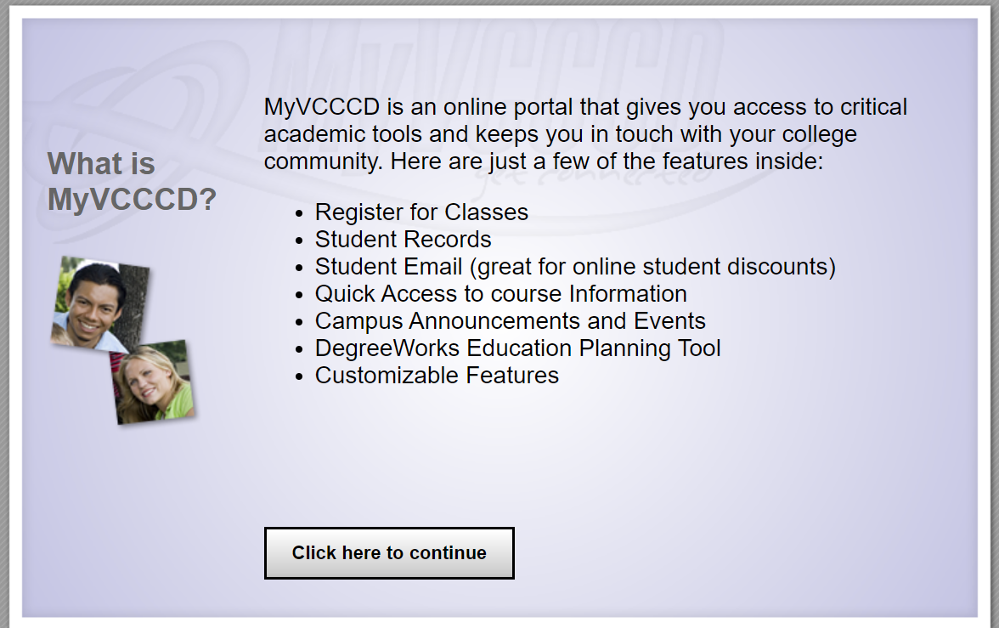 MyVCCCD
get connected
What is
MyVCCCD?
MyVCCCD is an online portal that gives you access to critical
academic tools and keeps you in touch with your college
community. Here are just a few of the features inside:
• Register for Classes
• Student Records
• Student Email (great for online student discounts)
• Quick Access to course Information
• Campus Announcements and Events
• DegreeWorks Education Planning Tool
• Customizable Features
Click here to continue